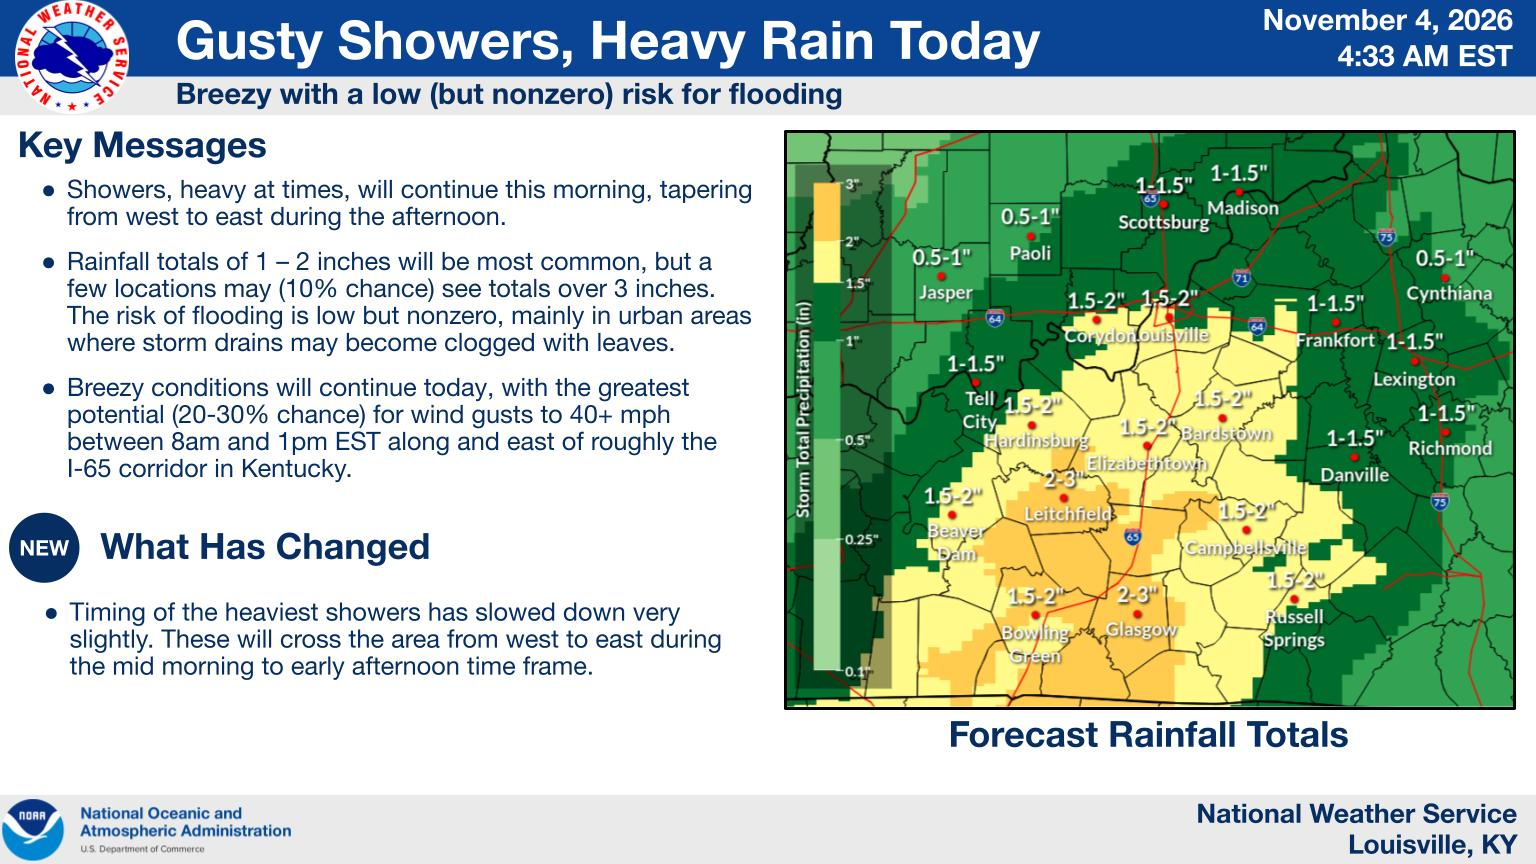 NATIONAL WEATHER SERVICE
Gusty Showers, Heavy Rain Today
November 4, 2026
4:33 AM EST
Breezy with a low (but nonzero) risk for flooding
Key Messages
● Showers, heavy at times, will continue this morning, tapering
from west to east during the afternoon.
● Rainfall totals of 1 – 2 inches will be most common, but a
few locations may (10% chance) see totals over 3 inches.
The risk of flooding is low but nonzero, mainly in urban areas
where storm drains may become clogged with leaves.
● Breezy conditions will continue today, with the greatest
potential (20-30% chance) for wind gusts to 40+ mph
between 8am and 1pm EST along and east of roughly the
I-65 corridor in Kentucky.
NEW What Has Changed
● Timing of the heaviest showers has slowed down very
slightly. These will cross the area from west to east during
the mid morning to early afternoon time frame.
Storm Total Precipitation (in)
3"
2"
1.5"
1"
0.5"
0.25"
0.1"
1-1.5"
Scottsburg
1-1.5"
Madison
0.5-1"
Paoli
0.5-1"
Jasper
0.5-1"
Cynthiana
1.5-2"
Corydon
1.5-2"
Louisville
1-1.5"
Frankfort
1-1.5"
Lexington
1-1.5"
Tell
City
1.5-2"
Hardinsburg
1.5-2"
Elizabethtown
1.5-2"
Bardstown
1-1.5"
Danville
1-1.5"
Richmond
1.5-2"
Beaver
Dam
2-3"
Leitchfield
1.5-2"
Campbellsville
1.5-2"
Russell
Springs
1.5-2"
Bowling
Green
2-3"
Glasgow
65
75
71
64
64
65
75
Forecast Rainfall Totals
NOAA
National Oceanic and
Atmospheric Administration
U.S. Department of Commerce
National Weather Service
Louisville, KY